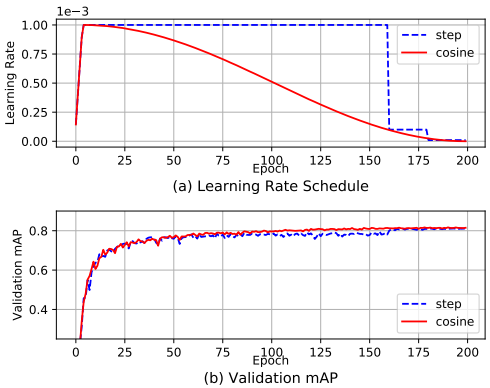 1e−3
1.00
0.75
0.50
0.25
0.00
Learning Rate
step
cosine
0 25 50 75 100 125 150 175 200
Epoch
(a) Learning Rate Schedule
0.8
0.6
0.4
Validation mAP
step
cosine
0 25 50 75 100 125 150 175 200
Epoch
(b) Validation mAP